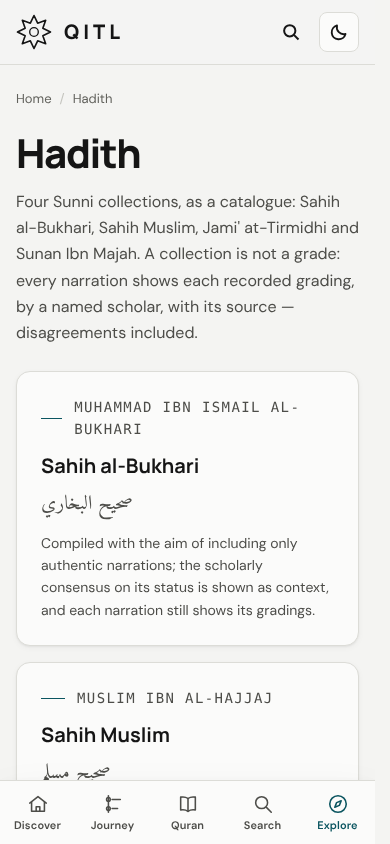 QITL
Home / Hadith
Hadith
Four Sunni collections, as a catalogue: Sahih
al-Bukhari, Sahih Muslim, Jami' at-Tirmidhi and
Sunan Ibn Majah. A collection is not a grade:
every narration shows each recorded grading,
by a named scholar, with its source —
disagreements included.
MUHAMMAD IBN ISMAIL AL-
BUKHARI
Sahih al-Bukhari
صحيح البخاري
Compiled with the aim of including only
authentic narrations; the scholarly
consensus on its status is shown as context,
and each narration still shows its gradings.
MUSLIM IBN AL-HAJJAJ
Sahih Muslim
صحيح مسلم
Discover Journey Quran Search Explore